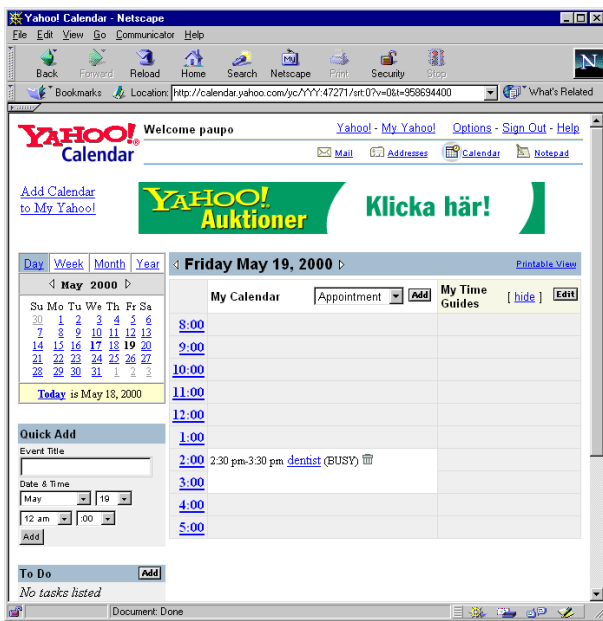 Yahoo! Calendar - Netscape
File Edit View Go Communicator Help
Back Forward Reload Home Search Netscape Print Security Stop
N
Bookmarks Location: http://calendar.yahoo.com/yc/YYY:47271/srt:0?v=0&t=958694400 What's Related
YAHOO! Calendar
Welcome paupo
Yahoo! - My Yahoo! Options - Sign Out - Help
Mail Addresses Calendar Notepad
Add Calendar
to My Yahoo!
YAHOO!
Auktioner
Klicka här!
Day Week Month Year
May 2000
Su Mo Tu We Th Fr Sa
30 1 2 3 4 5 6
7 8 9 10 11 12 13
14 15 16 17 18 19 20
21 22 23 24 25 26 27
28 29 30 31 1 2 3
Today is May 18, 2000
Quick Add
Event Title
Date & Time
May 19
12 am :00
Add
To Do Add
No tasks listed
Friday May 19, 2000 Printable View
My Calendar Appointment Add
My Time
Guides [ hide ] Edit
8:00
9:00
10:00
11:00
12:00
1:00
2:00 2:30 pm-3:30 pm dentist (BUSY)
3:00
4:00
5:00
Document: Done